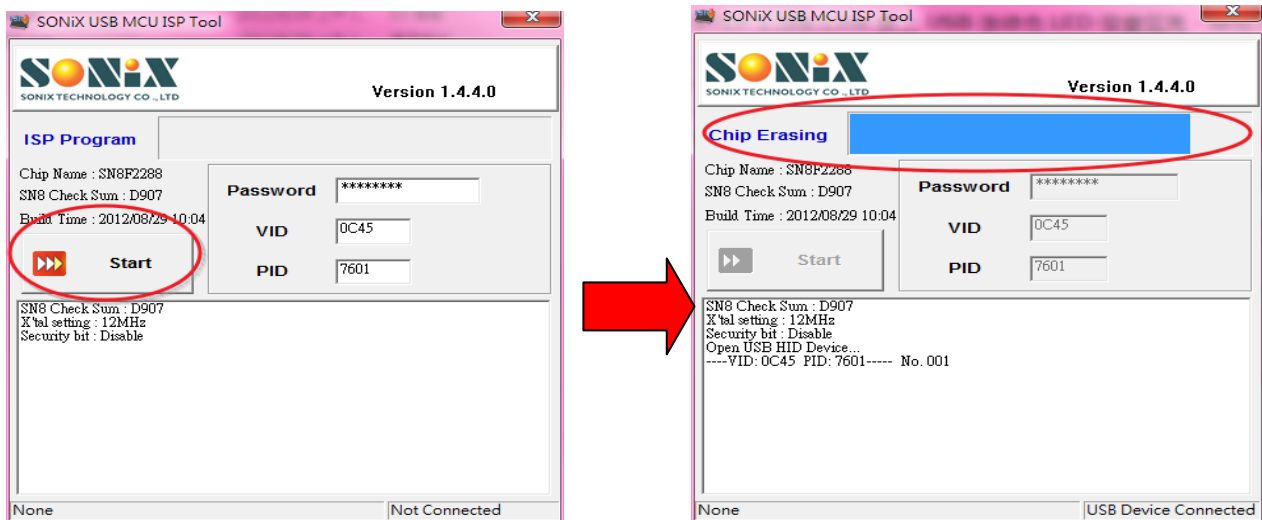 SONiX USB MCU ISP Tool
SONiX
SONIX TECHNOLOGY CO .,LTD
Version 1.4.4.0
ISP Program
Chip Name : SN8F2288
SN8 Check Sum : D907
Build Time : 2012/08/29 10:04
Start
Password
********
VID
0C45
PID
7601
SN8 Check Sum : D907
X'tal setting : 12MHz
Security bit : Disable
None
Not Connected
SONiX USB MCU ISP Tool
SONiX
SONIX TECHNOLOGY CO .,LTD
Version 1.4.4.0
Chip Erasing
Chip Name : SN8F2288
SN8 Check Sum : D907
Build Time : 2012/08/29 10:04
Start
Password
********
VID
0C45
PID
7601
SN8 Check Sum : D907
X'tal setting : 12MHz
Security bit : Disable
Open USB HID Device...
----VID: 0C45 PID: 7601----- No. 001
None
USB Device Connected